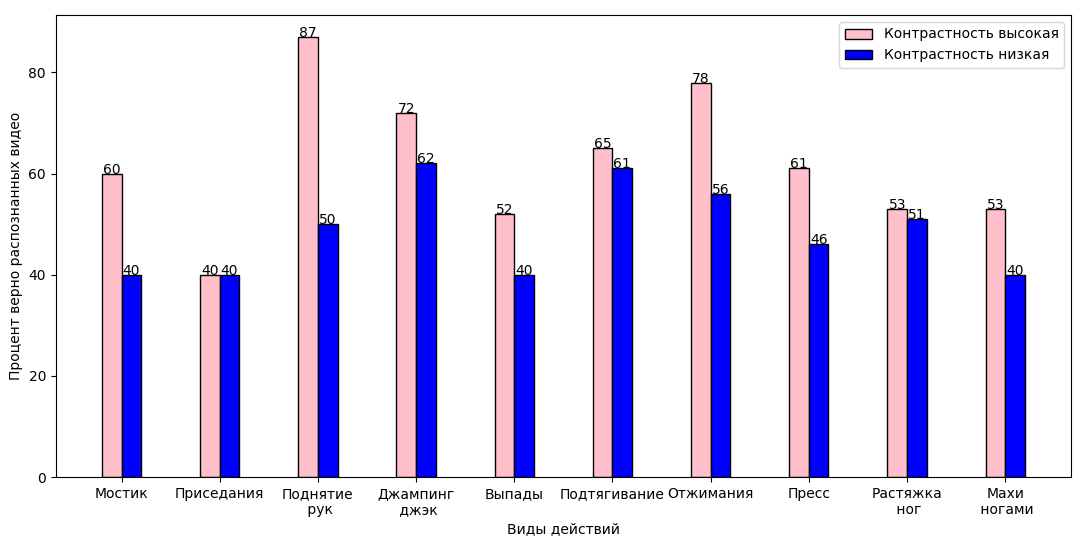 87
Контрастность высокая
Контрастность низкая
80
78
72
65
62
61
61
60
60
56
53
53
52
51
50
46
40
40
40
40
40
40
20
0
Процент верно распознанных видео
Мостик
Приседания
Поднятие
рук
Джампинг
джэк
Выпады
Подтягивание
Отжимания
Пресс
Растяжка
ног
Махи
ногами
Виды действий